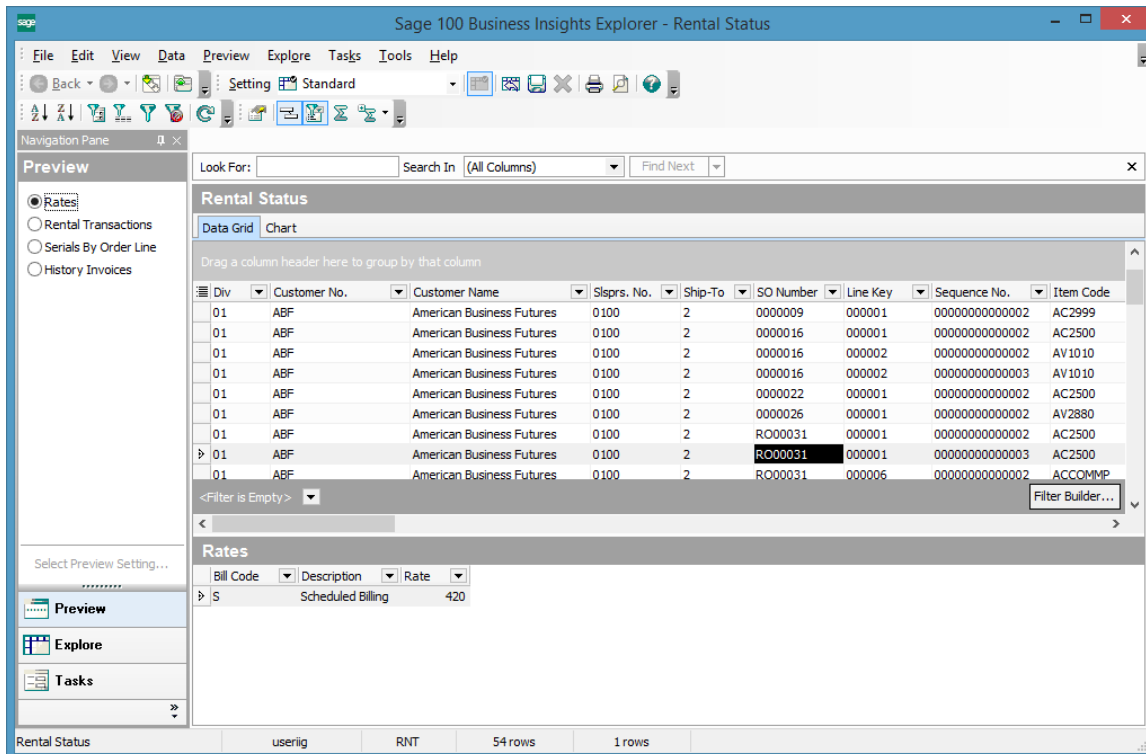 sage
Sage 100 Business Insights Explorer - Rental Status
File Edit View Data Preview Explore Tasks Tools Help
Back Setting Standard
Navigation Pane
Preview
Look For: Search In (All Columns) Find Next
Rates
Rental Transactions
Serials By Order Line
History Invoices
Rental Status
Data Grid Chart
Drag a column header here to group by that column
Div Customer No. Customer Name Slsprs. No. Ship-To SO Number Line Key Sequence No. Item Code
01 ABF American Business Futures 0100 2 0000009 000001 00000000000002 AC2999
01 ABF American Business Futures 0100 2 0000016 000001 00000000000002 AC2500
01 ABF American Business Futures 0100 2 0000016 000002 00000000000002 AV1010
01 ABF American Business Futures 0100 2 0000016 000002 00000000000003 AV1010
01 ABF American Business Futures 0100 2 0000022 000001 00000000000002 AC2500
01 ABF American Business Futures 0100 2 0000026 000001 00000000000002 AV2880
01 ABF American Business Futures 0100 2 RO00031 000001 00000000000002 AC2500
01 ABF American Business Futures 0100 2 RO00031 000001 00000000000003 AC2500
01 ABF American Business Futures 0100 2 RO00031 000006 00000000000002 ACCOMMP
<Filter is Empty> Filter Builder...
Select Preview Setting...
Preview
Explore
Tasks
Rates
Bill Code Description Rate
S Scheduled Billing 420
Rental Status useriig RNT 54 rows 1 rows